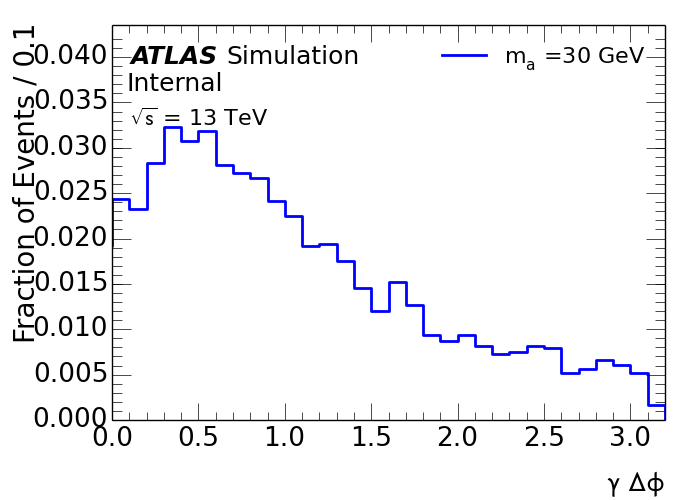 ATLAS Simulation
Internal
√s = 13 TeV
mₐ =30 GeV
Fraction of Events / 0.1
0.040
0.035
0.030
0.025
0.020
0.015
0.010
0.005
0.000
0.0 0.5 1.0 1.5 2.0 2.5 3.0
γ Δϕ